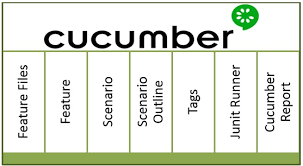 cucumber
Feature Files
Feature
Scenario
Scenario
Outline
Tags
Junit Runner
Cucumber
Report